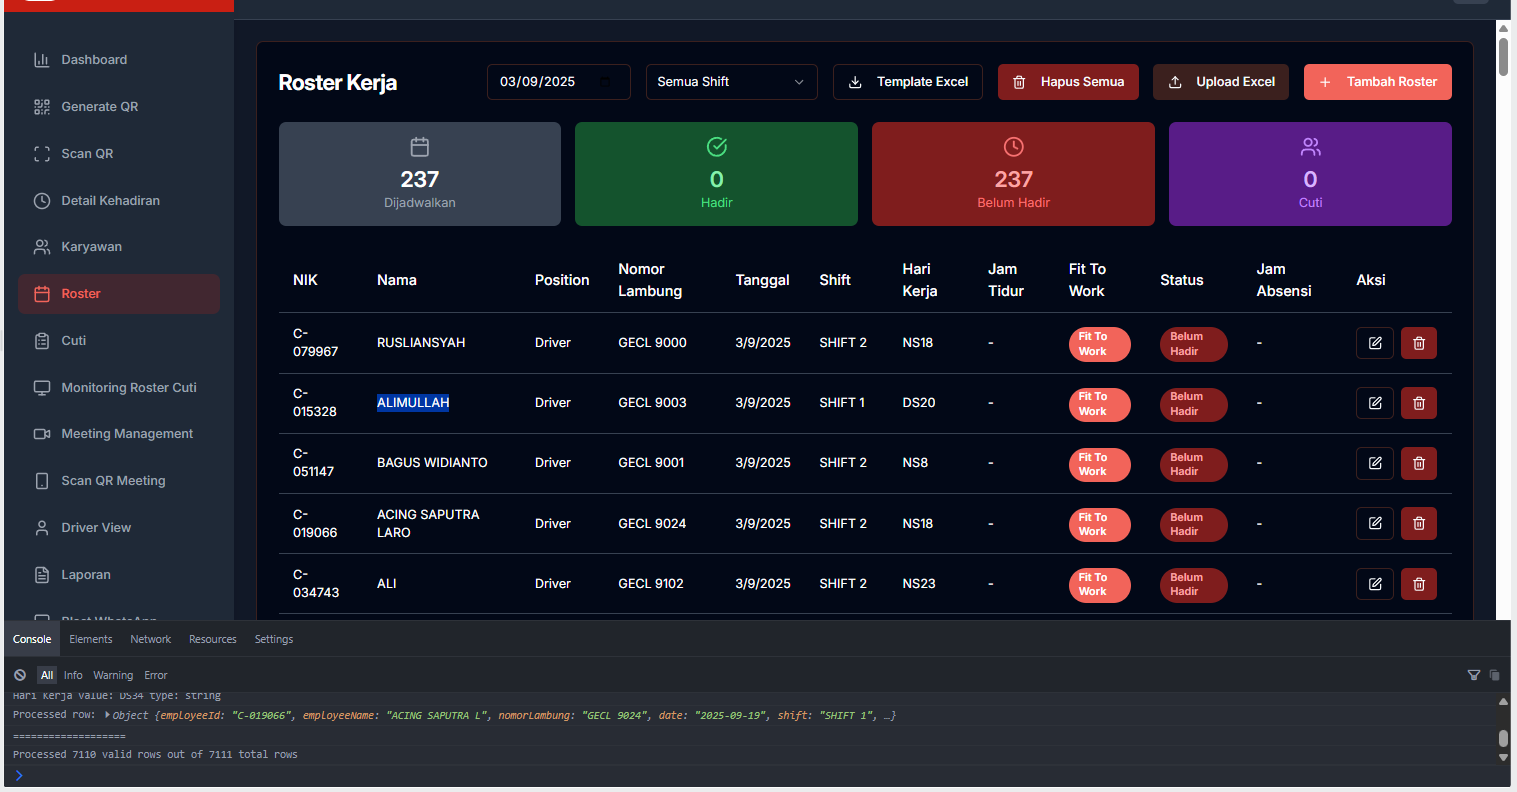 Dashboard
Generate QR
Scan QR
Detail Kehadiran
Karyawan
Roster
Cuti
Monitoring Roster Cuti
Meeting Management
Scan QR Meeting
Driver View
Laporan
Blast WhatsApp
Roster Kerja
03/09/2025
Semua Shift
Template Excel
Hapus Semua
Upload Excel
Tambah Roster
237
Dijadwalkan
0
Hadir
237
Belum Hadir
0
Cuti
NIK Nama Position Nomor Lambung Tanggal Shift Hari Kerja Jam Tidur Fit To Work Status Jam Absensi Aksi
C-079967 RUSLIANSYAH Driver GECL 9000 3/9/2025 SHIFT 2 NS18 - Fit To Work Belum Hadir -
C-015328 ALIMULLAH Driver GECL 9003 3/9/2025 SHIFT 1 DS20 - Fit To Work Belum Hadir -
C-051147 BAGUS WIDIANTO Driver GECL 9001 3/9/2025 SHIFT 2 NS8 - Fit To Work Belum Hadir -
C-019066 ACING SAPUTRA LARO Driver GECL 9024 3/9/2025 SHIFT 2 NS18 - Fit To Work Belum Hadir -
C-034743 ALI Driver GECL 9102 3/9/2025 SHIFT 2 NS23 - Fit To Work Belum Hadir -
Console Elements Network Resources Settings
All Info Warning Error
Hari kerja value: DS34 type: string
Processed row: Object {employeeId: "C-019066", employeeName: "ACING SAPUTRA L", nomorLambung: "GECL 9024", date: "2025-09-19", shift: "SHIFT 1", …}
===================
Processed 7110 valid rows out of 7111 total rows